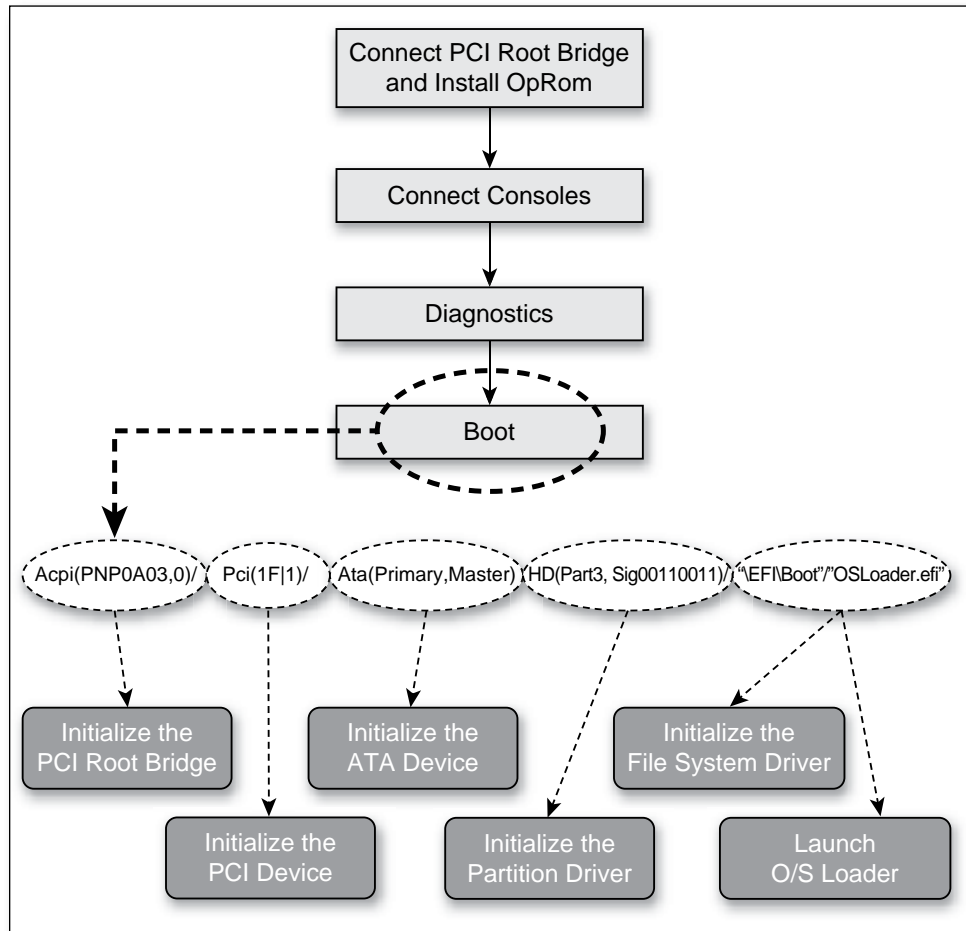 Connect PCI Root Bridge
and Install OpRom
Connect Consoles
Diagnostics
Boot
Acpi(PNP0A03,0)/ Pci(1F|1)/ Ata(Primary,Master) HD(Part3, Sig00110011)/ “\EFI\Boot”/”OSLoader.efi”
Initialize the
PCI Root Bridge
Initialize the
ATA Device
Initialize the
File System Driver
Initialize the
PCI Device
Initialize the
Partition Driver
Launch
O/S Loader